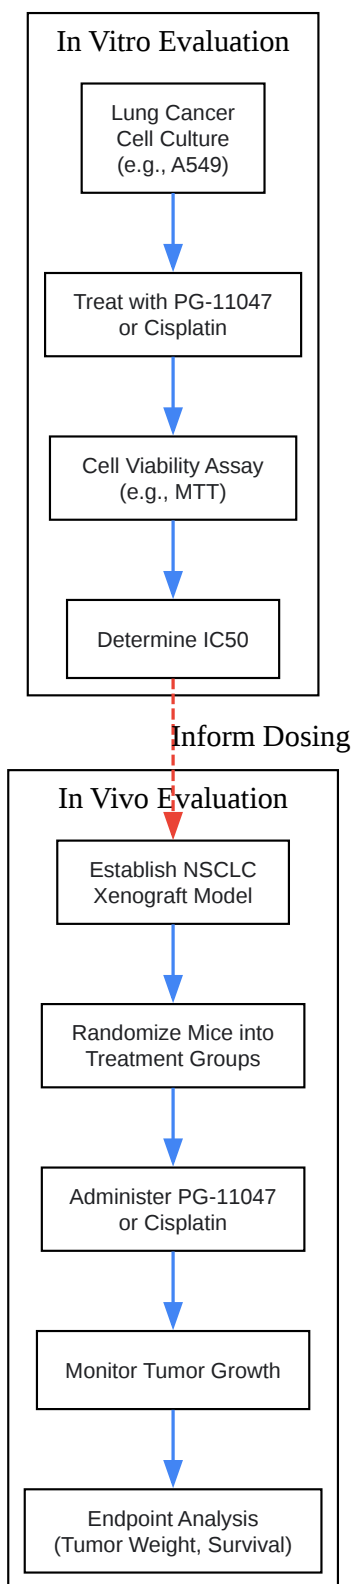 In Vitro Evaluation
Lung Cancer
Cell Culture
(e.g., A549)
Treat with PG-11047
or Cisplatin
Cell Viability Assay
(e.g., MTT)
Determine IC50
Inform Dosing
In Vivo Evaluation
Establish NSCLC
Xenograft Model
Randomize Mice into
Treatment Groups
Administer PG-11047
or Cisplatin
Monitor Tumor Growth
Endpoint Analysis
(Tumor Weight, Survival)